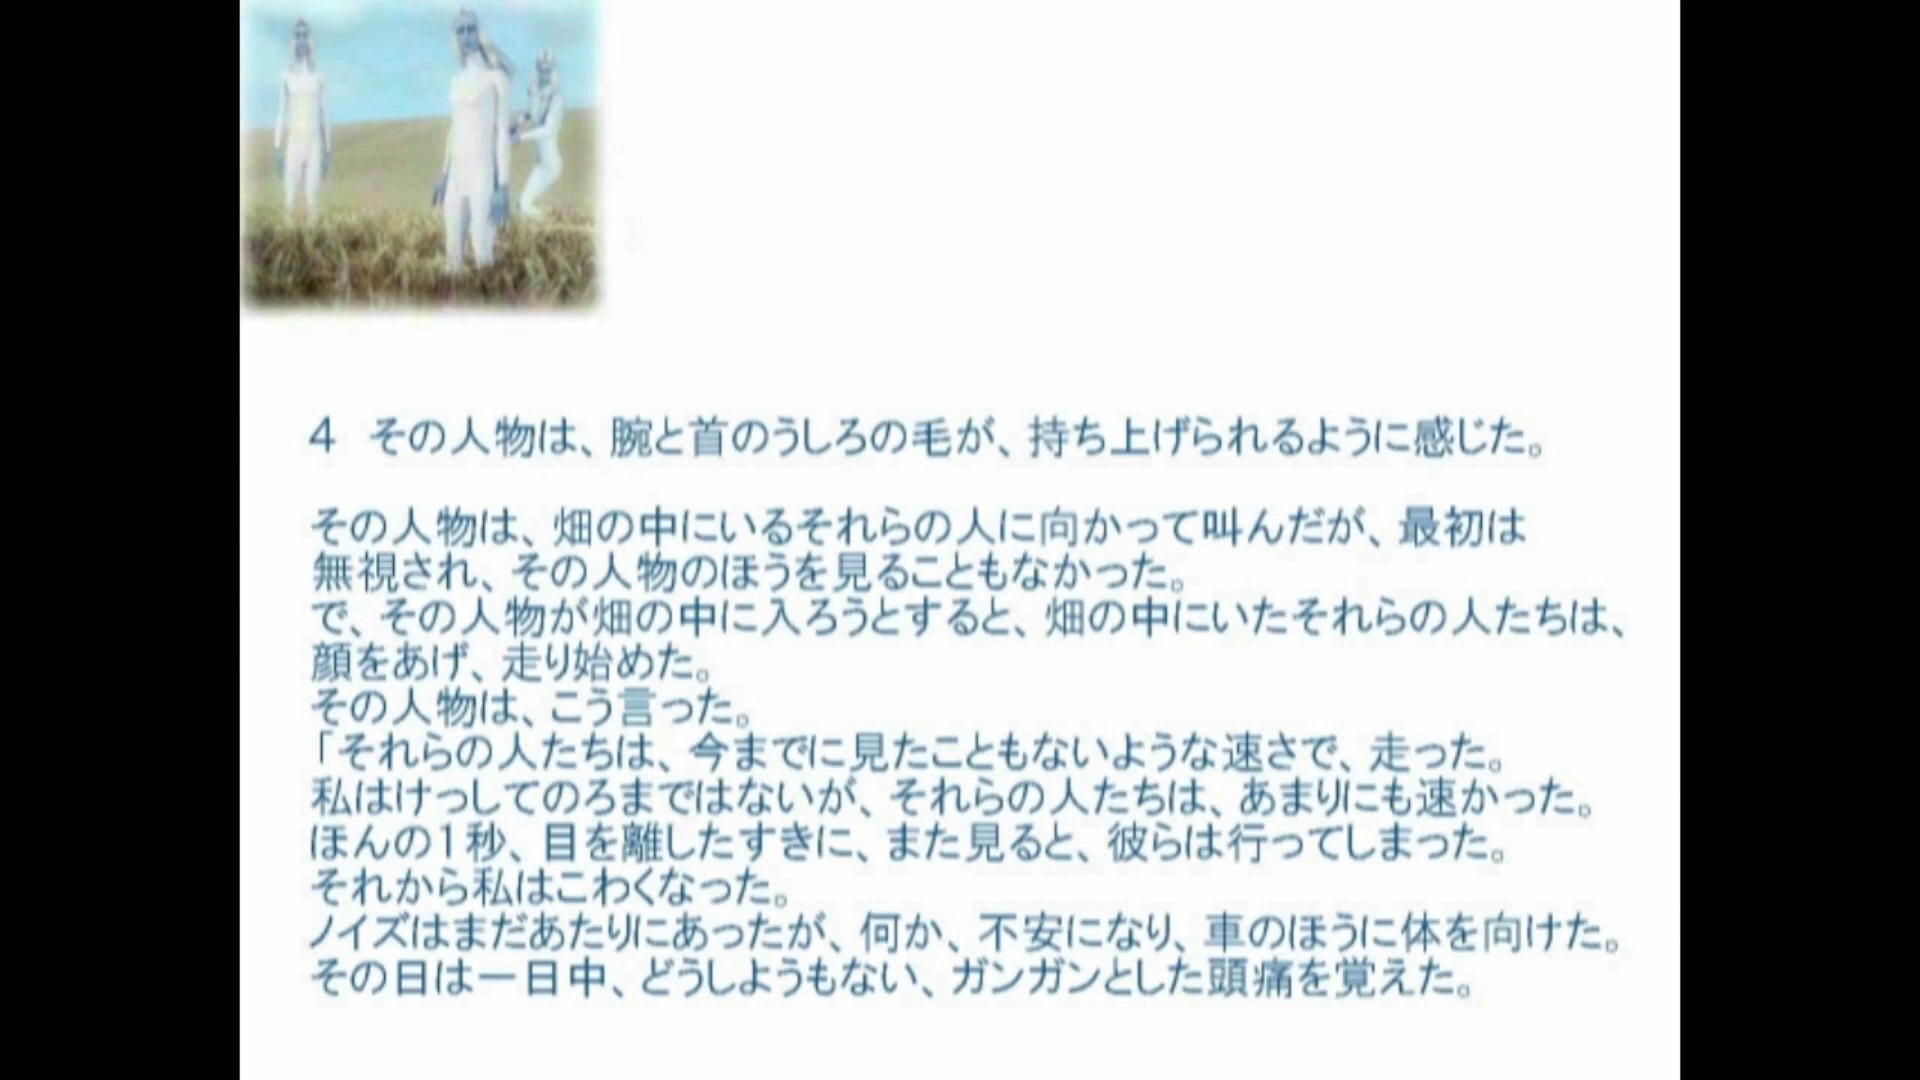 4　その人物は、腕と首のうしろの毛が、持ち上げられるように感じた。
その人物は、畑の中にいるそれらの人に向かって叫んだが、最初は
無視され、その人物のほうを見ることもなかった。
で、その人物が畑の中に入ろうとすると、畑の中にいたそれらの人たちは、
顔をあげ、走り始めた。
その人物は、こう言った。
「それらの人たちは、今までに見たこともないような速さで、走った。
私はけっしてのろまではないが、それらの人たちは、あまりにも速かった。
ほんの１秒、目を離したすきに、また見ると、彼らは行ってしまった。
それから私はこわくなった。
ノイズはまだあたりにあったが、何か、不安になり、車のほうに体を向けた。
その日は一日中、どうしようもない、ガンガンとした頭痛を覚えた。